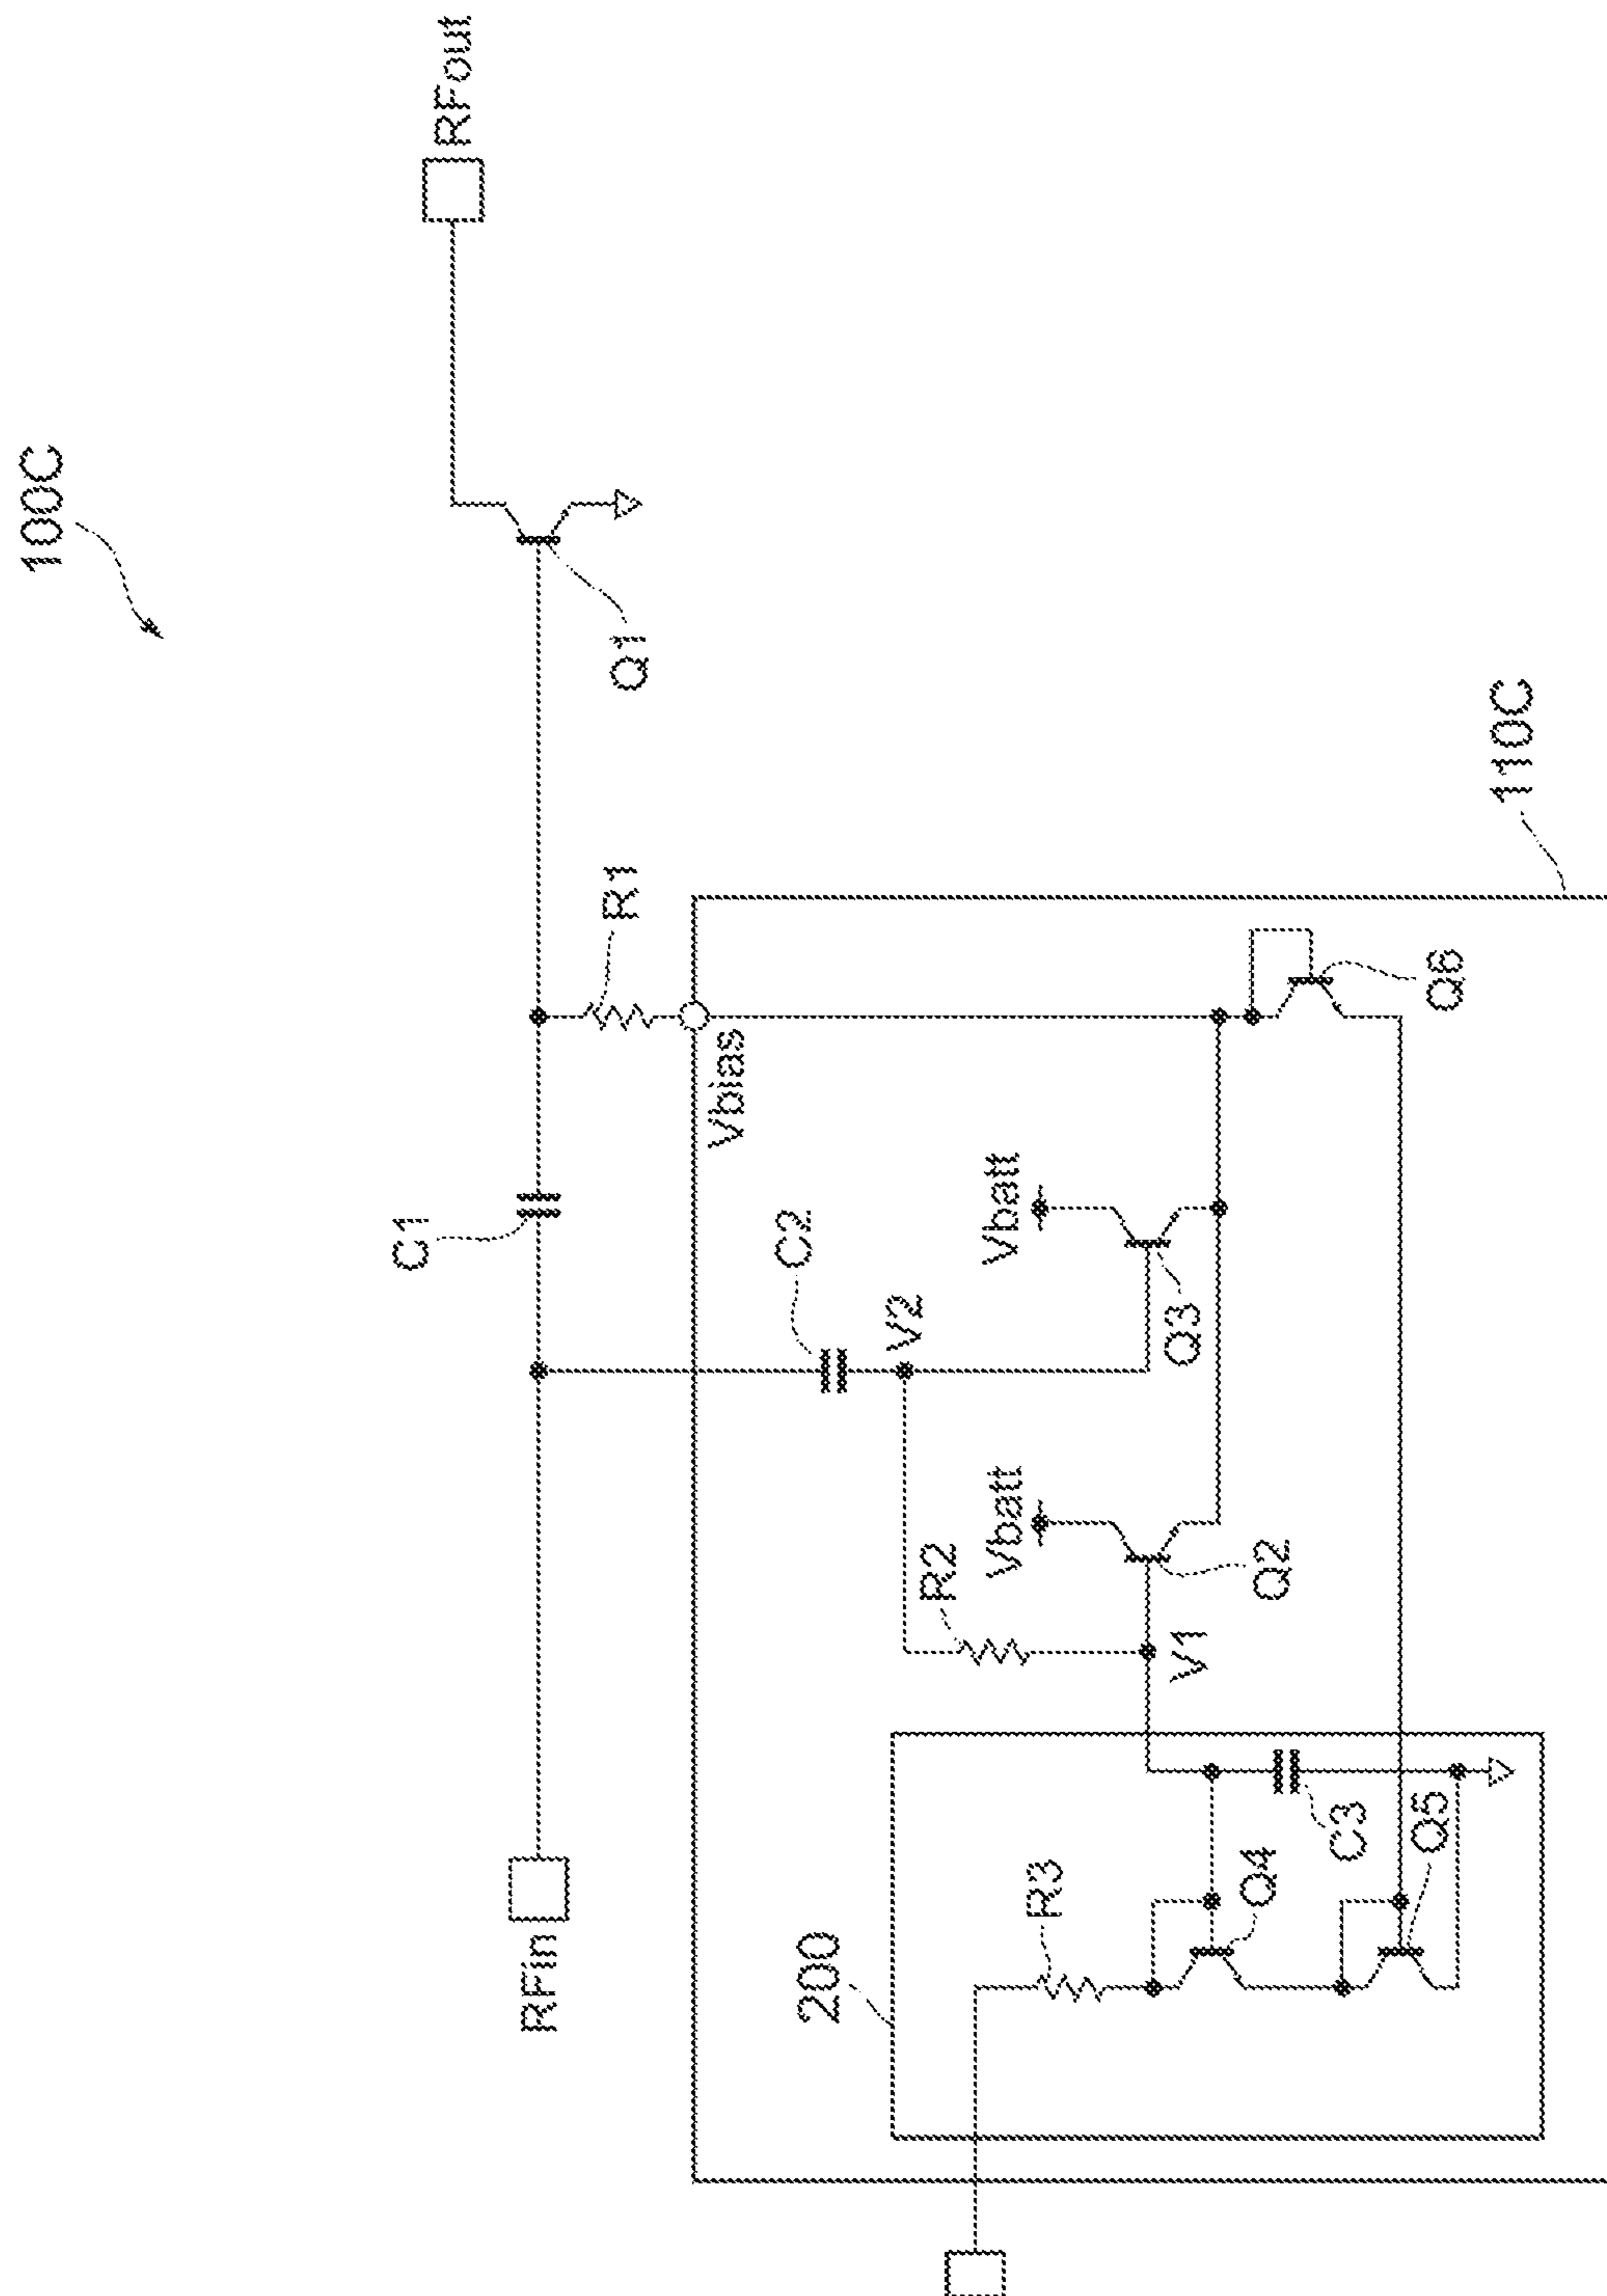 100C
RFout
RFin
C1
Q1
R1
C2
Vbias
V2
Vbatt
Vbatt
R2
Q3
Q6
200
R3
V1
Q2
Q4
C3
Q5
110C